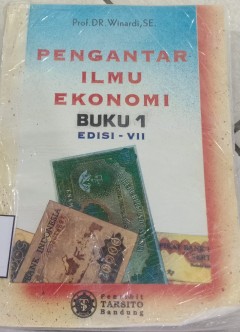 Prof.DR.Winardi,SE.
PENGANTAR
ILMU
EKONOMI
BUKU 1
EDISI - VII
Penerbit
TARSITO
Bandung